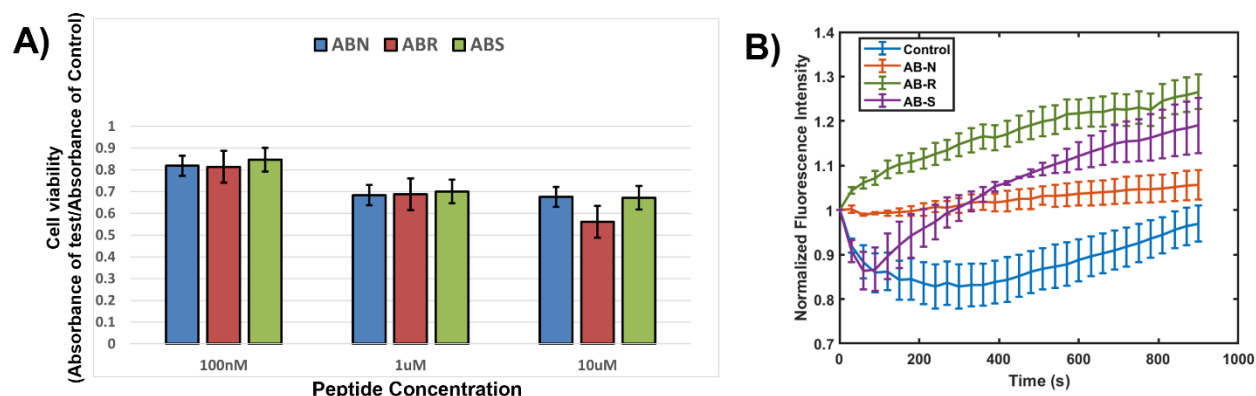 A)
ABN ABR ABS
Cell viability
(Absorbance of test/Absorbance of Control)
1
0.9
0.8
0.7
0.6
0.5
0.4
0.3
0.2
0.1
0
100nM 1uM 10uM
Peptide Concentration
B)
Control
AB-N
AB-R
AB-S
Normalized Fluorescence Intensity
1.4
1.3
1.2
1.1
1
0.9
0.8
0.7
0 200 400 600 800 1000
Time (s)